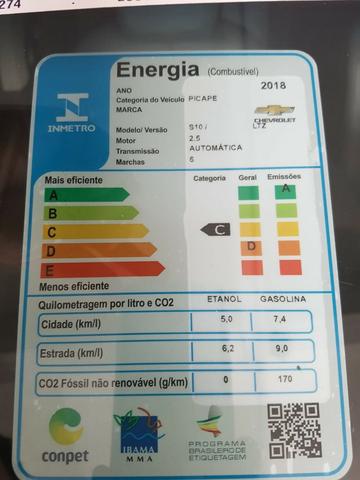 274
Energia (Combustível)
ANO 2018
Categoria do Veículo PICAPE
MARCA
CHEVROLET
INMETRO
Modelo/ Versão S10 / LTZ
Motor 2.5
Transmissão AUTOMÁTICA
Marchas 6
Mais eficiente Categoria Geral Emissões
A A
B
C C
D D
E
Menos eficiente
Quilometragem por litro e CO2 ETANOL GASOLINA
Cidade (km/l) 5,0 7,4
Estrada (km/l) 6,2 9,0
CO2 Fóssil não renovável (g/km) 0 170
conpet
IBAMA
MMA
PROGRAMA
BRASILEIRO DE
ETIQUETAGEM